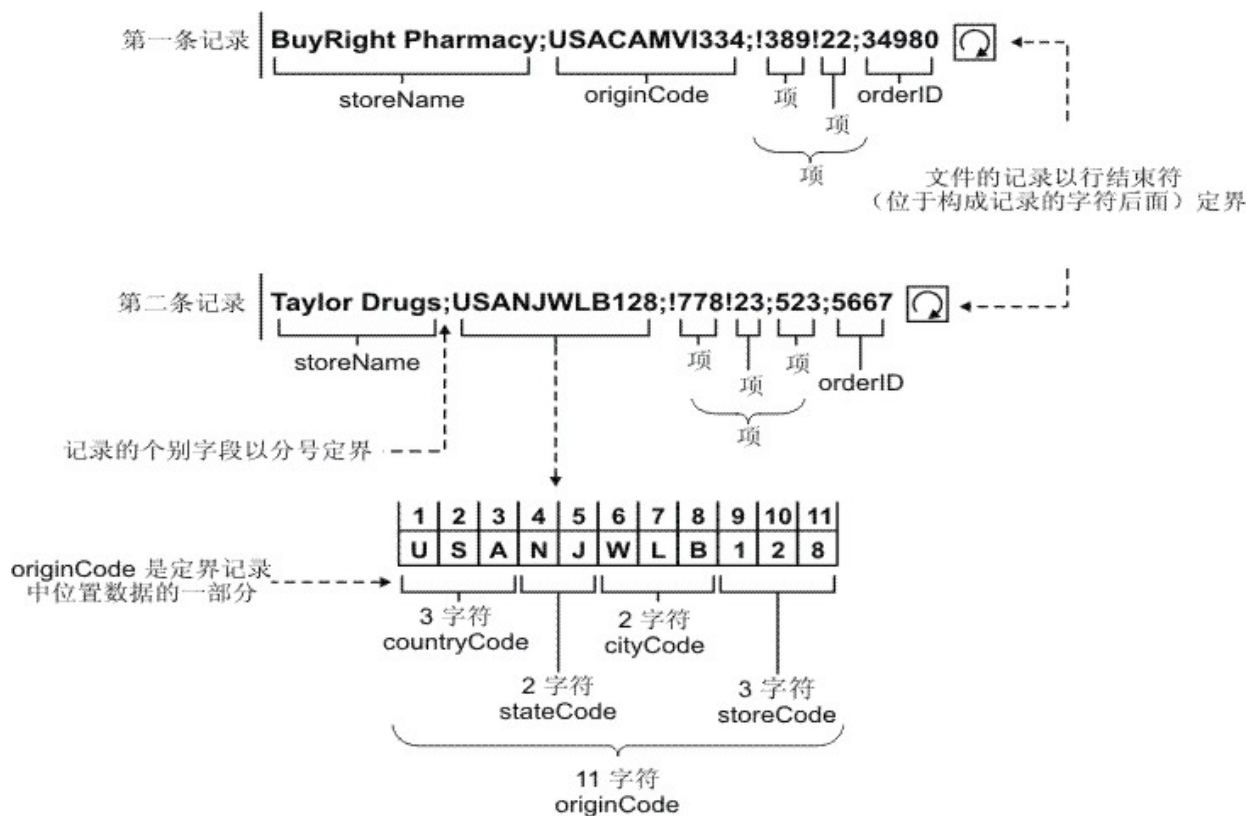 第一条记录 BuyRight Pharmacy;USACAMVI334;!389!22;34980
storeName originCode 项 orderID
项
项
文件的记录以行结束符
（位于构成记录的字符后面）定界
第二条记录 Taylor Drugs;USANJWLB128;!778!23;523;5667
storeName 项 项 项 orderID
项
记录的个别字段以分号定界
1 2 3 4 5 6 7 8 9 10 11
U S A N J W L B 1 2 8
originCode 是定界记录
中位置数据的一部分
3 字符 2 字符
countryCode cityCode
2 字符 3 字符
stateCode storeCode
11 字符
originCode